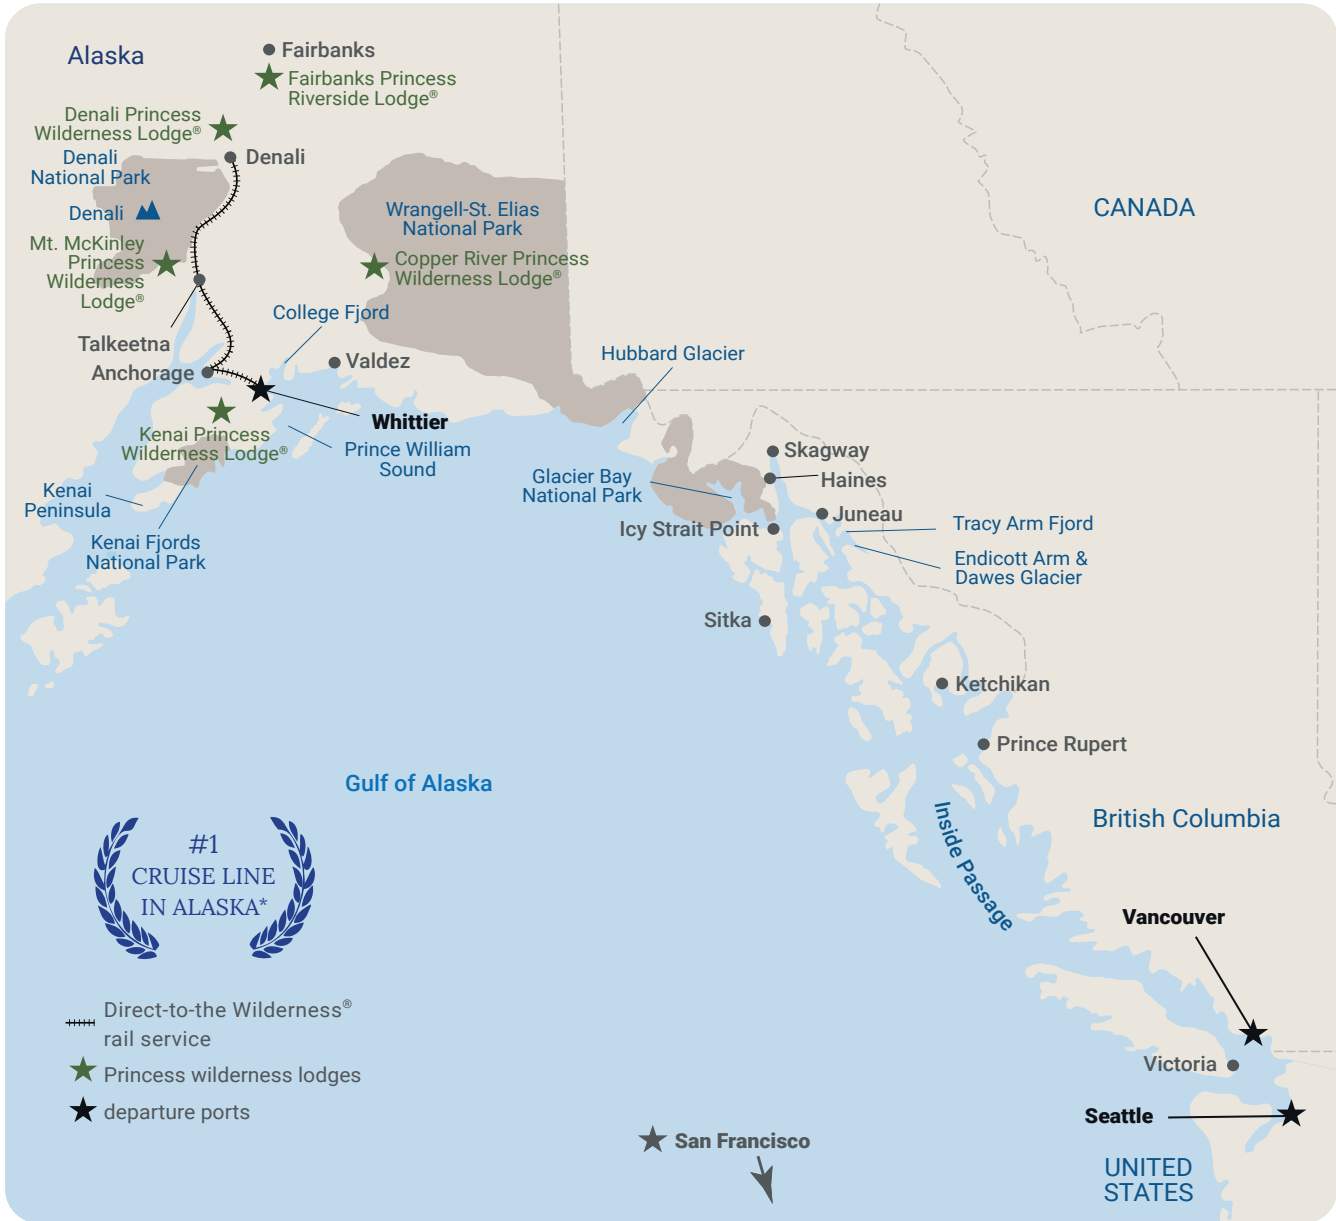 Alaska
Fairbanks
Fairbanks Princess
Riverside Lodge®
Denali Princess
Wilderness Lodge®
Denali
National Park
Denali
Denali
Mt. McKinley
Princess
Wilderness
Lodge®
Wrangell-St. Elias
National Park
Copper River Princess
Wilderness Lodge®
CANADA
College Fjord
Talkeetna
Anchorage
Valdez
Hubbard Glacier
Whittier
Kenai Princess
Wilderness Lodge®
Prince William
Sound
Kenai
Peninsula
Kenai Fjords
National Park
Glacier Bay
National Park
Skagway
Haines
Juneau
Icy Strait Point
Tracy Arm Fjord
Endicott Arm &
Dawes Glacier
Sitka
Ketchikan
Prince Rupert
Gulf of Alaska
Inside Passage
British Columbia
#1
CRUISE LINE
IN ALASKA*
Vancouver
Direct-to-the Wilderness®
rail service
Princess wilderness lodges
departure ports
Victoria
Seattle
San Francisco
UNITED
STATES